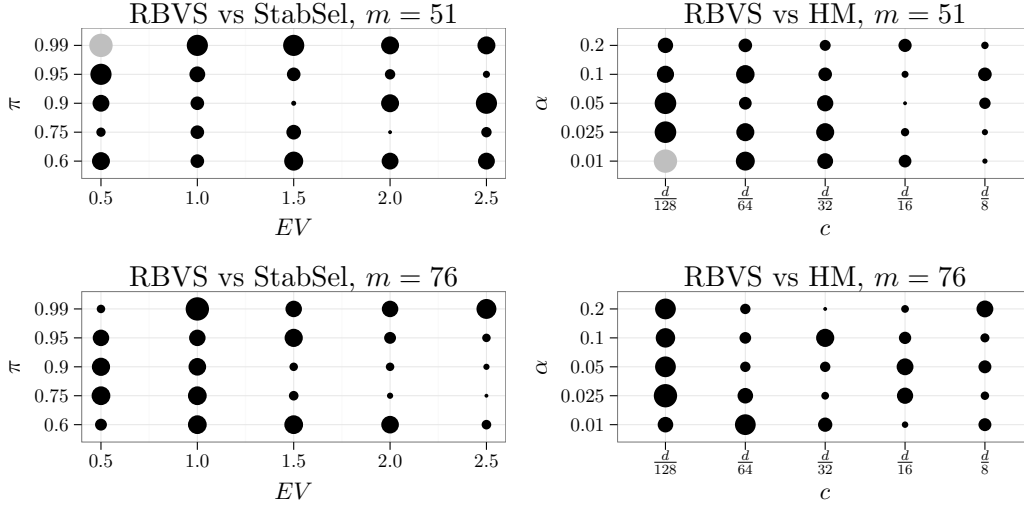 RBVS vs StabSel, m = 51
0.99
0.95
0.9
0.75
0.6
π
0.5 1.0 1.5 2.0 2.5
EV
RBVS vs HM, m = 51
0.2
0.1
0.05
0.025
0.01
α
d/128 d/64 d/32 d/16 d/8
c
RBVS vs StabSel, m = 76
0.99
0.95
0.9
0.75
0.6
π
0.5 1.0 1.5 2.0 2.5
EV
RBVS vs HM, m = 76
0.2
0.1
0.05
0.025
0.01
α
d/128 d/64 d/32 d/16 d/8
c